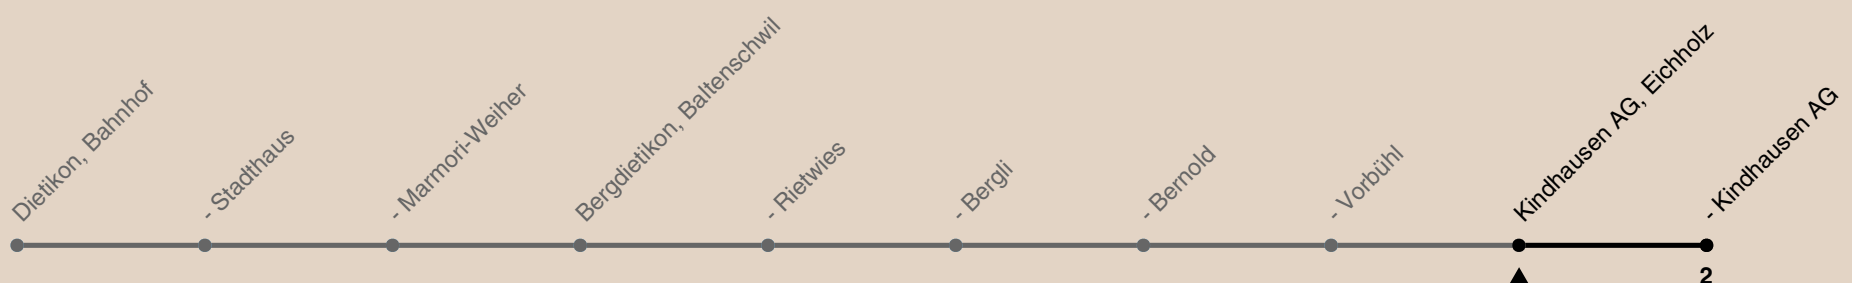 Dietikon, Bahnhof
- Stadthaus
- Marmori-Weiher
Bergdietikon, Baltenschwil
- Rietwies
- Bergli
- Bernold
- Vorbühl
Kindhausen AG, Eichholz
- Kindhausen AG
2